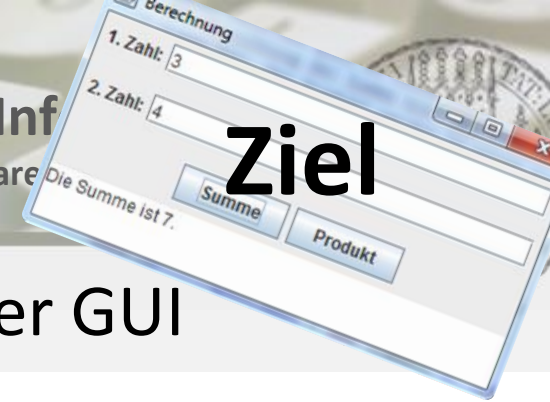 Berechnung
1. Zahl: 3
2. Zahl: 4
Inf
are
Ziel
Summe Produkt
Die Summe ist 7.
er GUI